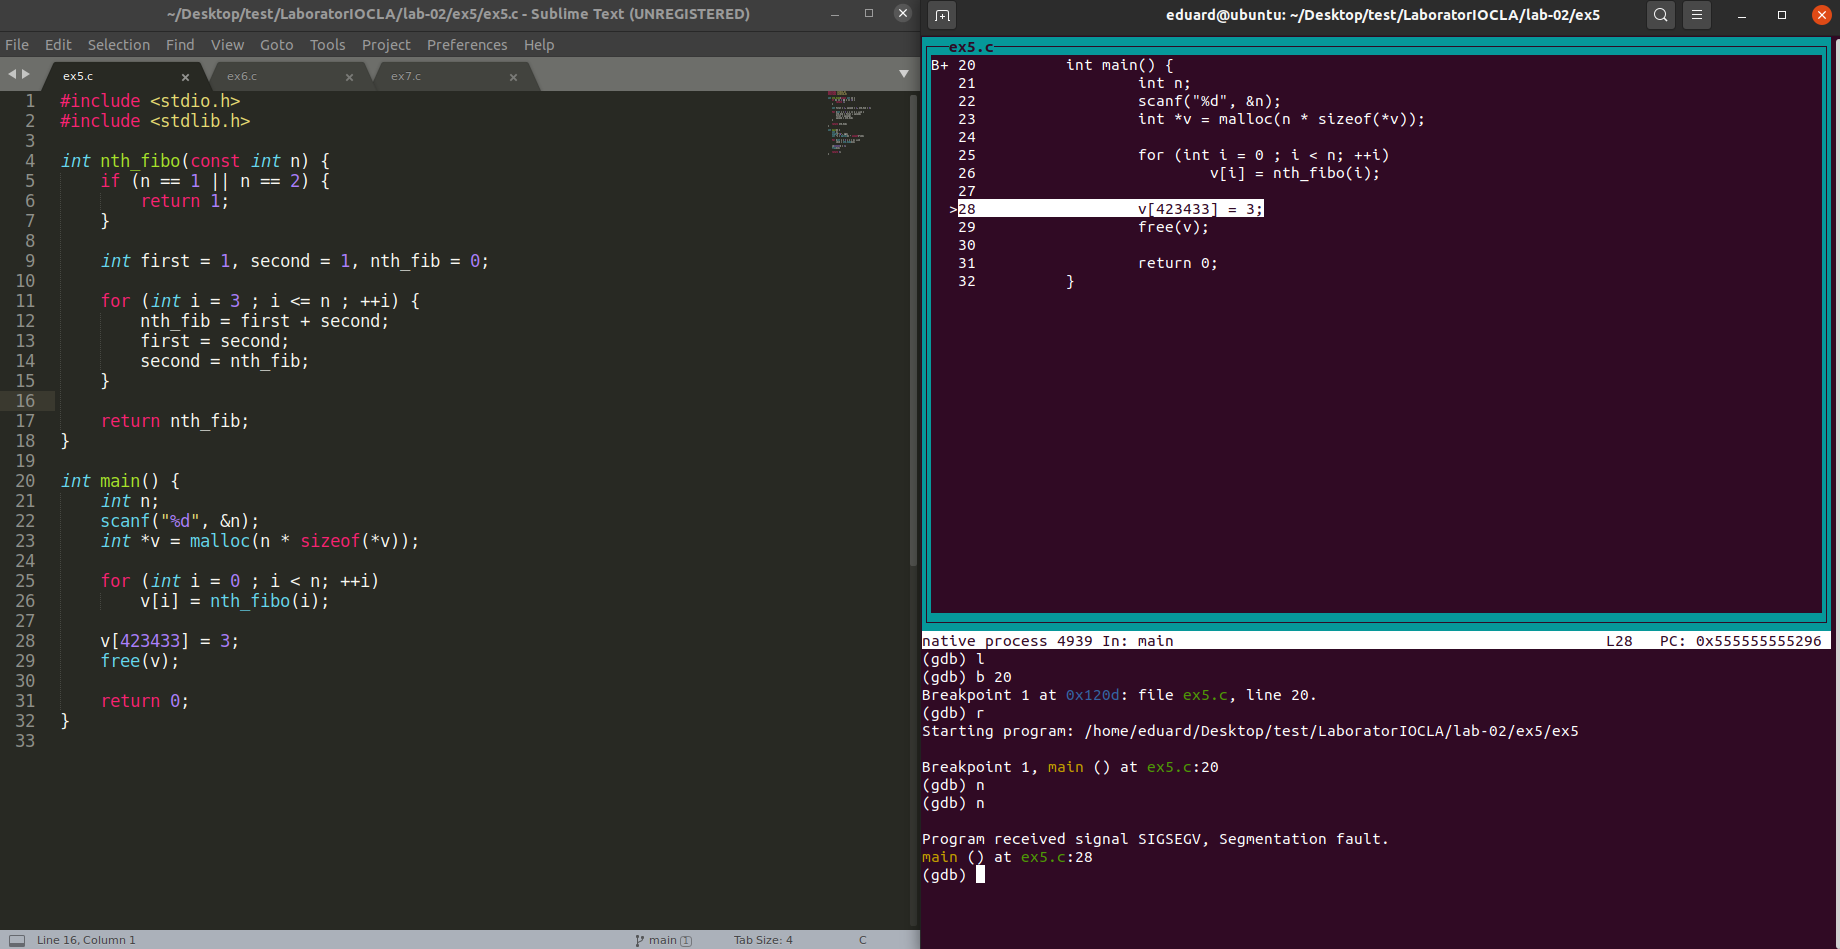 ~/Desktop/test/LaboratorIOCLA/lab-02/ex5/ex5.c - Sublime Text (UNREGISTERED)
File Edit Selection Find View Goto Tools Project Preferences Help
ex5.c ex6.c ex7.c
1 #include <stdio.h>
2 #include <stdlib.h>
3
4 int nth_fibo(const int n) {
5     if (n == 1 || n == 2) {
6         return 1;
7     }
8
9     int first = 1, second = 1, nth_fib = 0;
10
11     for (int i = 3 ; i <= n ; ++i) {
12         nth_fib = first + second;
13         first = second;
14         second = nth_fib;
15     }
16
17     return nth_fib;
18 }
19
20 int main() {
21     int n;
22     scanf("%d", &n);
23     int *v = malloc(n * sizeof(*v));
24
25     for (int i = 0 ; i < n; ++i)
26         v[i] = nth_fibo(i);
27
28     v[423433] = 3;
29     free(v);
30
31     return 0;
32 }
33
Line 16, Column 1 main 1 Tab Size: 4 C
eduard@ubuntu: ~/Desktop/test/LaboratorIOCLA/lab-02/ex5
ex5.c
B+ 20 int main() {
21 int n;
22 scanf("%d", &n);
23 int *v = malloc(n * sizeof(*v));
24
25 for (int i = 0 ; i < n; ++i)
26 v[i] = nth_fibo(i);
27
>28 v[423433] = 3;
29 free(v);
30
31 return 0;
32 }
native process 4939 In: main L28 PC: 0x555555555296
(gdb) l
(gdb) b 20
Breakpoint 1 at 0x120d: file ex5.c, line 20.
(gdb) r
Starting program: /home/eduard/Desktop/test/LaboratorIOCLA/lab-02/ex5/ex5
Breakpoint 1, main () at ex5.c:20
(gdb) n
(gdb) n
Program received signal SIGSEGV, Segmentation fault.
main () at ex5.c:28
(gdb)